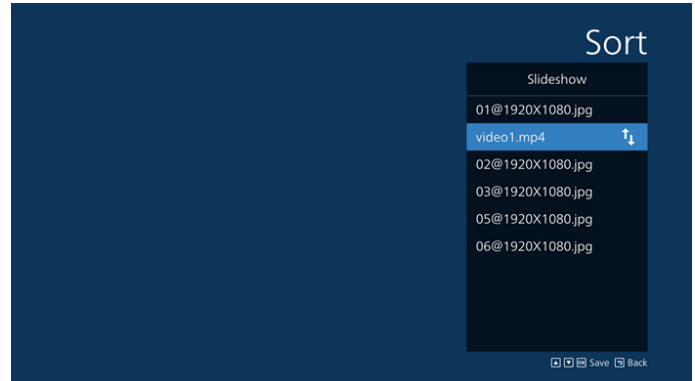 Sort
Slideshow
01@1920X1080.jpg
video1.mp4
02@1920X1080.jpg
03@1920X1080.jpg
05@1920X1080.jpg
06@1920X1080.jpg
OK Save Back